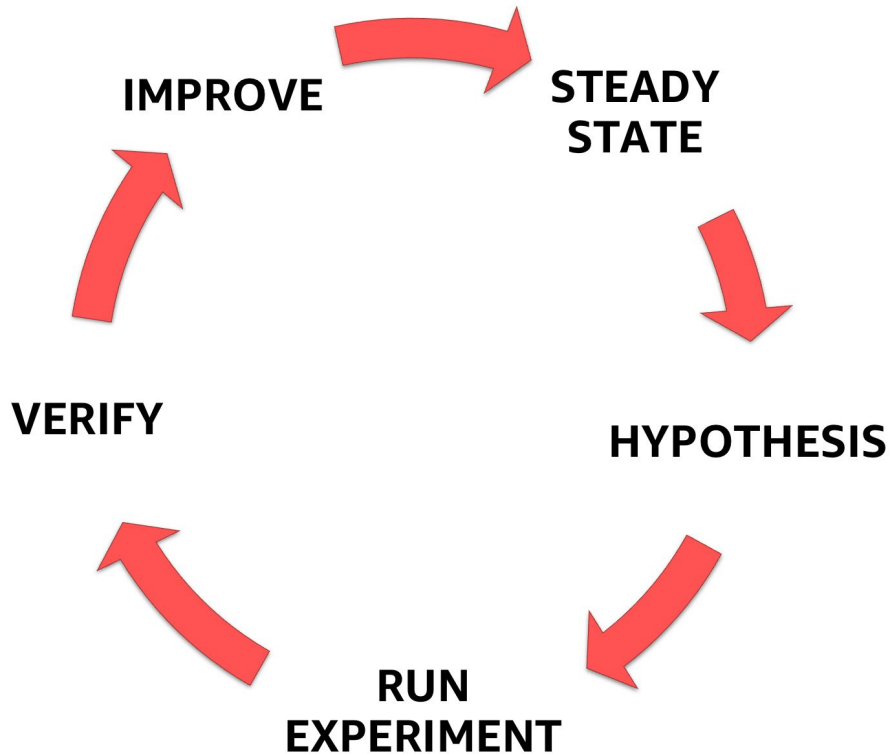 IMPROVE
STEADY
STATE
HYPOTHESIS
RUN
EXPERIMENT
VERIFY